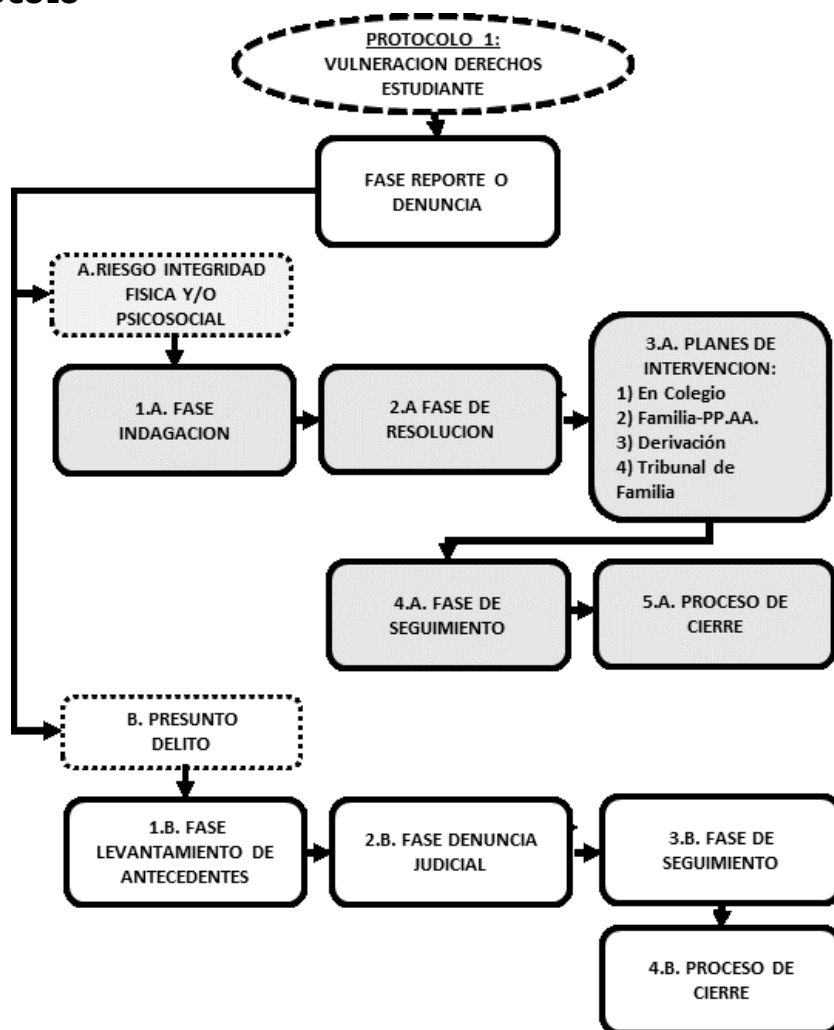 PROTOCOLO 1:
VULNERACION DERECHOS
ESTUDIANTE
FASE REPORTE O
DENUNCIA
A.RIESGO INTEGRIDAD
FISICA Y/O
PSICOSOCIAL
1.A. FASE
INDAGACION
2.A FASE DE
RESOLUCION
3.A. PLANES DE
INTERVENCION:
1) En Colegio
2) Familia-PP.AA.
3) Derivación
4) Tribunal de
Familia
4.A. FASE DE
SEGUIMIENTO
5.A. PROCESO DE
CIERRE
B. PRESUNTO
DELITO
1.B. FASE
LEVANTAMIENTO DE
ANTECEDENTES
2.B. FASE DENUNCIA
JUDICIAL
3.B. FASE DE
SEGUIMIENTO
4.B. PROCESO DE
CIERRE